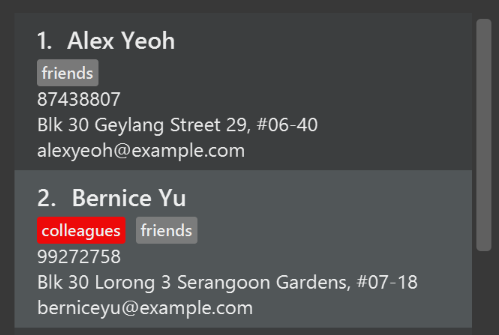 1. Alex Yeoh
friends
87438807
Blk 30 Geylang Street 29, #06-40
alexyeoh@example.com
2. Bernice Yu
colleagues friends
99272758
Blk 30 Lorong 3 Serangoon Gardens, #07-18
berniceyu@example.com